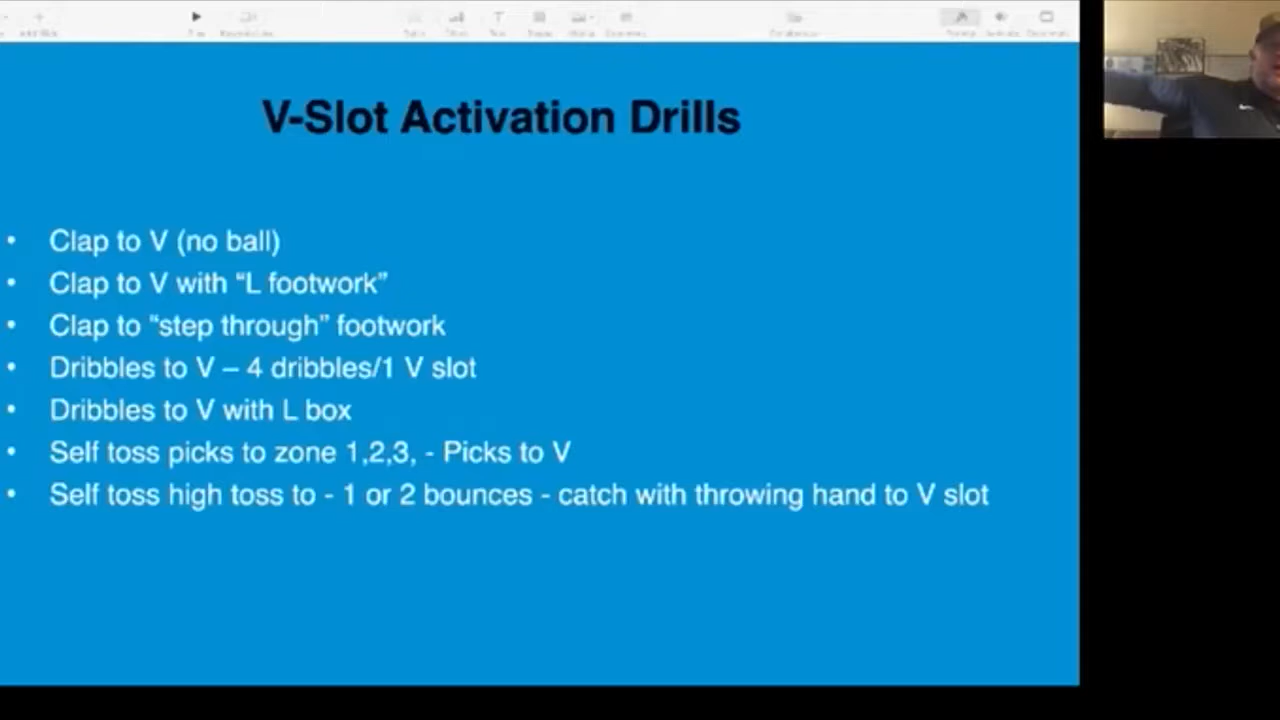 V-Slot Activation Drills
• Clap to V (no ball)
• Clap to V with “L footwork”
• Clap to “step through” footwork
• Dribbles to V – 4 dribbles/1 V slot
• Dribbles to V with L box
• Self toss picks to zone 1,2,3, - Picks to V
• Self toss high toss to - 1 or 2 bounces - catch with throwing hand to V slot